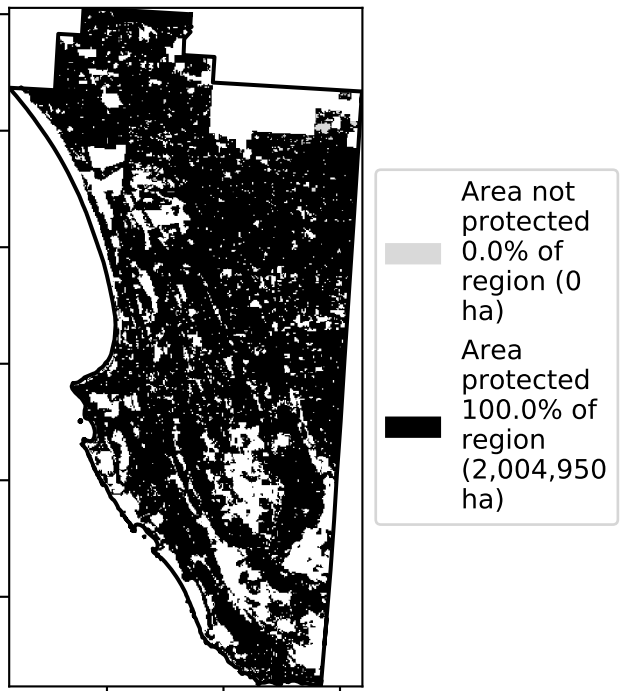 Area not
protected
0.0% of
region (0
ha)
Area
protected
100.0% of
region
(2,004,950
ha)